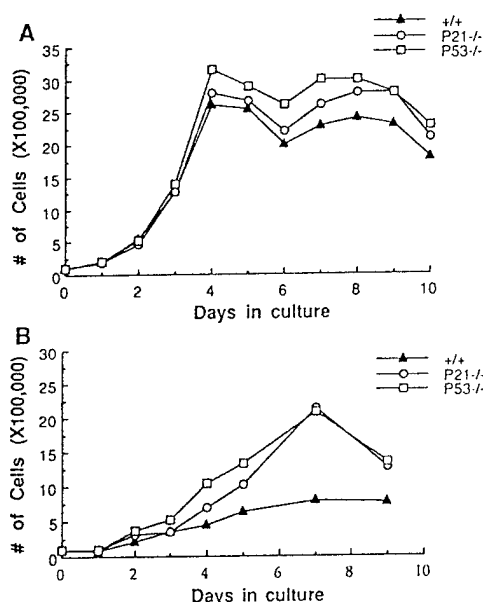 A
+/+
P21-/-
P53-/-
35
30
25
20
15
10
5
0
# of Cells (X100,000)
0 2 4 6 8 10
Days in culture
B
+/+
P21-/-
P53-/-
30
25
20
15
10
5
0
# of Cells (X100,000)
0 2 4 6 8 10
Days in culture